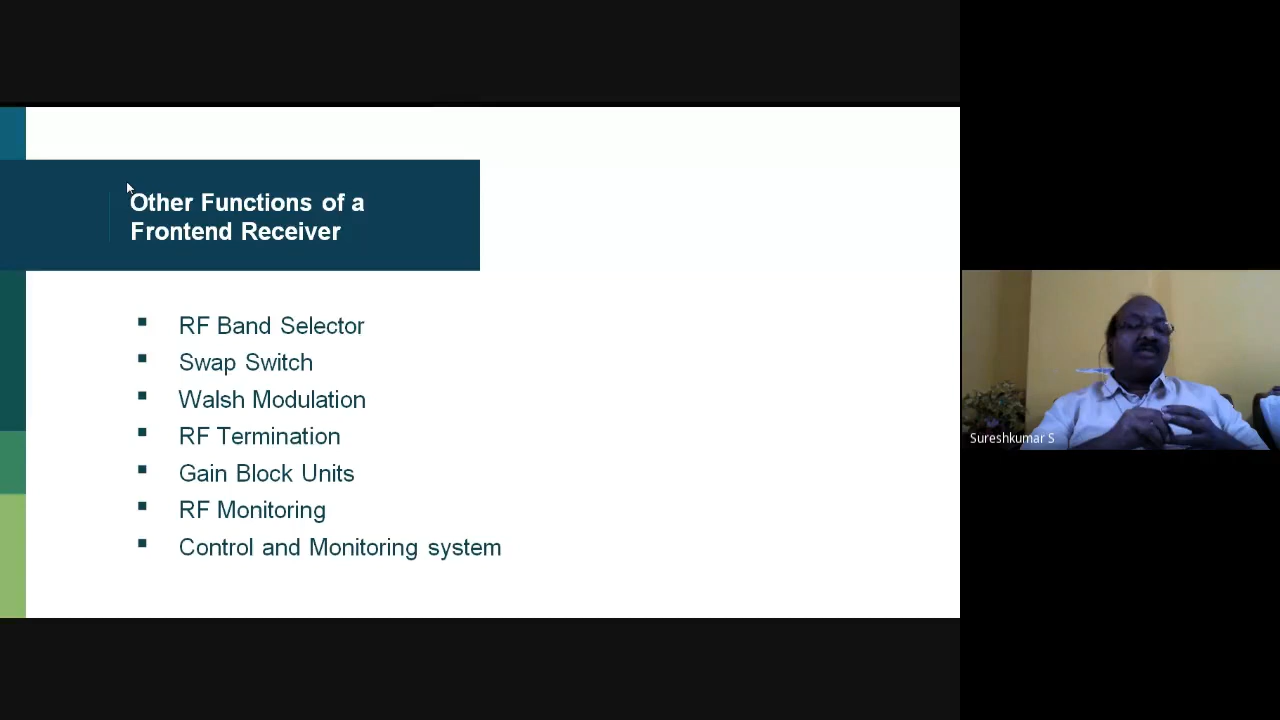 Other Functions of a
Frontend Receiver
RF Band Selector
Swap Switch
Walsh Modulation
RF Termination
Gain Block Units
RF Monitoring
Control and Monitoring system
Sureshkumar S